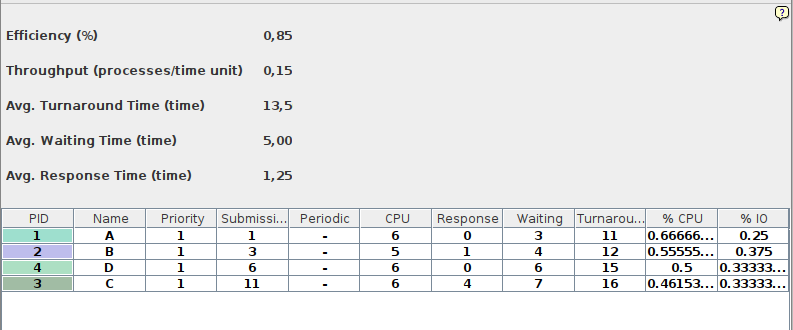 ?
Efficiency (%) 0,85
Throughput (processes/time unit) 0,15
Avg. Turnaround Time (time) 13,5
Avg. Waiting Time (time) 5,00
Avg. Response Time (time) 1,25
PID Name Priority Submissi... Periodic CPU Response Waiting Turnarou... % CPU % IO
1 A 1 1 - 6 0 3 11 0.66666... 0.25
2 B 1 3 - 5 1 4 12 0.55555... 0.375
4 D 1 6 - 6 0 6 15 0.5 0.33333...
3 C 1 11 - 6 4 7 16 0.46153... 0.33333...